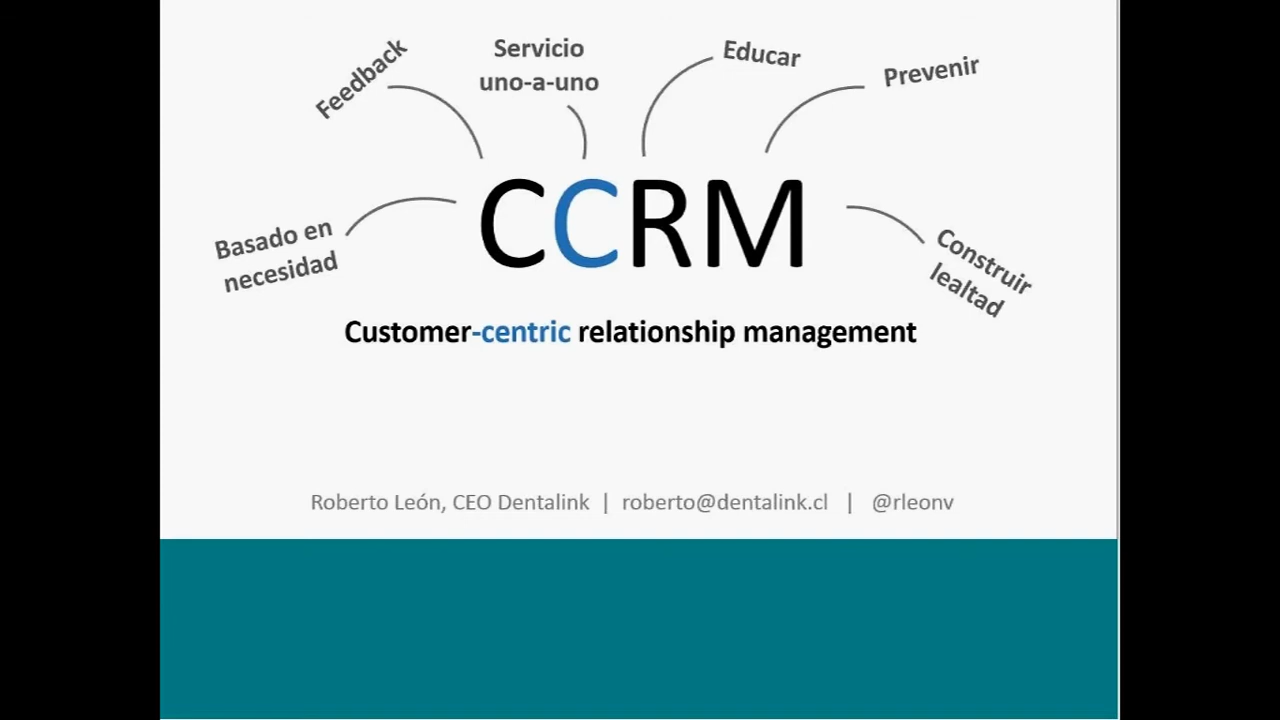 Feedback
Servicio
uno-a-uno
Educar
Prevenir
Basado en
necesidad
CCRM
Construir
lealtad
Customer-centric relationship management
Roberto León, CEO Dentalink | roberto@dentalink.cl | @rleonv